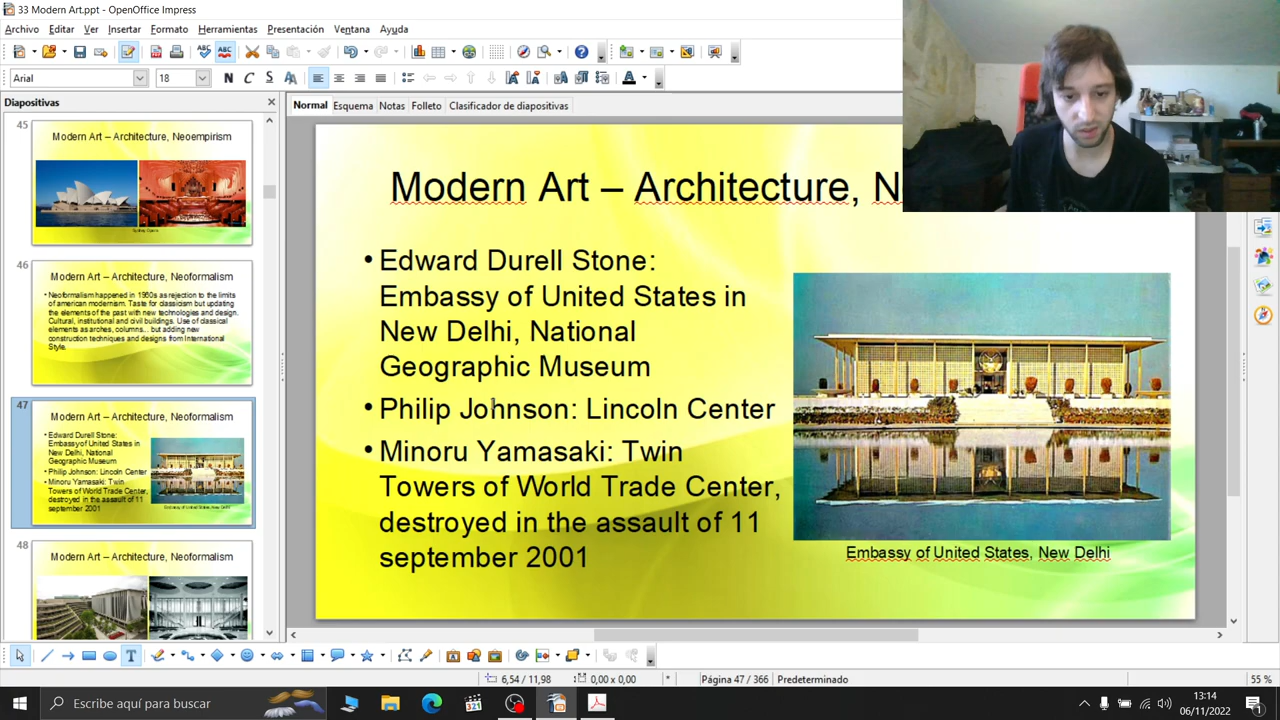 33 Modern Art.ppt - OpenOffice Impress
Archivo Editar Ver Insertar Formato Herramientas Presentación Ventana Ayuda
Arial 18 N C S
Diapositivas
Normal Esquema Notas Folleto Clasificador de diapositivas
45
Modern Art – Architecture, Neoempirism
46
Modern Art – Architecture, Neoformalism
Neoformalism happened in 1960s as rejection to the limits
of american modernism. Taste for classicism but updating
the elements of the past with new technologies and design.
Cultural, institutional and civil buildings. Use of classical
elements as arches, columns... but adding new
construction techniques and designs from International
Style.
47
Modern Art – Architecture, Neoformalism
Edward Durell Stone:
Embassy of United States in
New Delhi, National
Geographic Museum
Philip Johnson: Lincoln Center
Minoru Yamasaki: Twin
Towers of World Trade Center,
destroyed in the assault of 11
september 2001
Embassy of United States, New Delhi
48
Modern Art – Architecture, Neoformalism
Modern Art – Architecture, N
• Edward Durell Stone:
Embassy of United States in
New Delhi, National
Geographic Museum
• Philip Johnson: Lincoln Center
• Minoru Yamasaki: Twin
Towers of World Trade Center,
destroyed in the assault of 11
september 2001
Embassy of United States, New Delhi
6,54 / 11,98 0,00 x 0,00 * Página 47 / 366 Predeterminado 55 %
Escribe aquí para buscar
321
13:14
06/11/2022
1